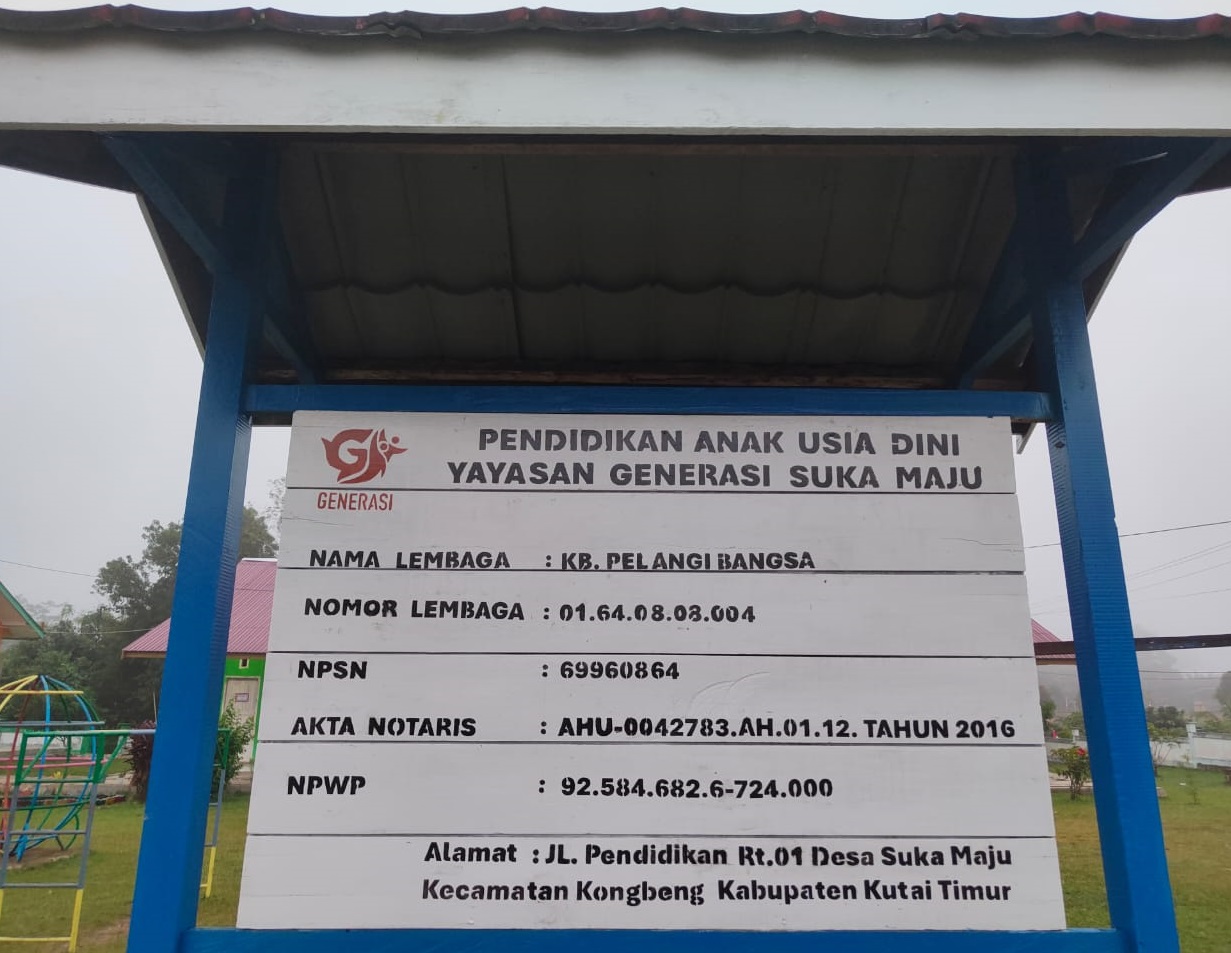 PENDIDIKAN ANAK USIA DINI
YAYASAN GENERASI SUKA MAJU
GENERASI
NAMA LEMBAGA : KB. PELANGI BANGSA
NOMOR LEMBAGA : 01.64.08.08.004
NPSN : 69960864
AKTA NOTARIS : AHU-0042783.AH.01.12. TAHUN 2016
NPWP : 92.584.682.6-724.000
Alamat : JL. Pendidikan Rt.01 Desa Suka Maju
Kecamatan Kongbeng Kabupaten Kutai Timur